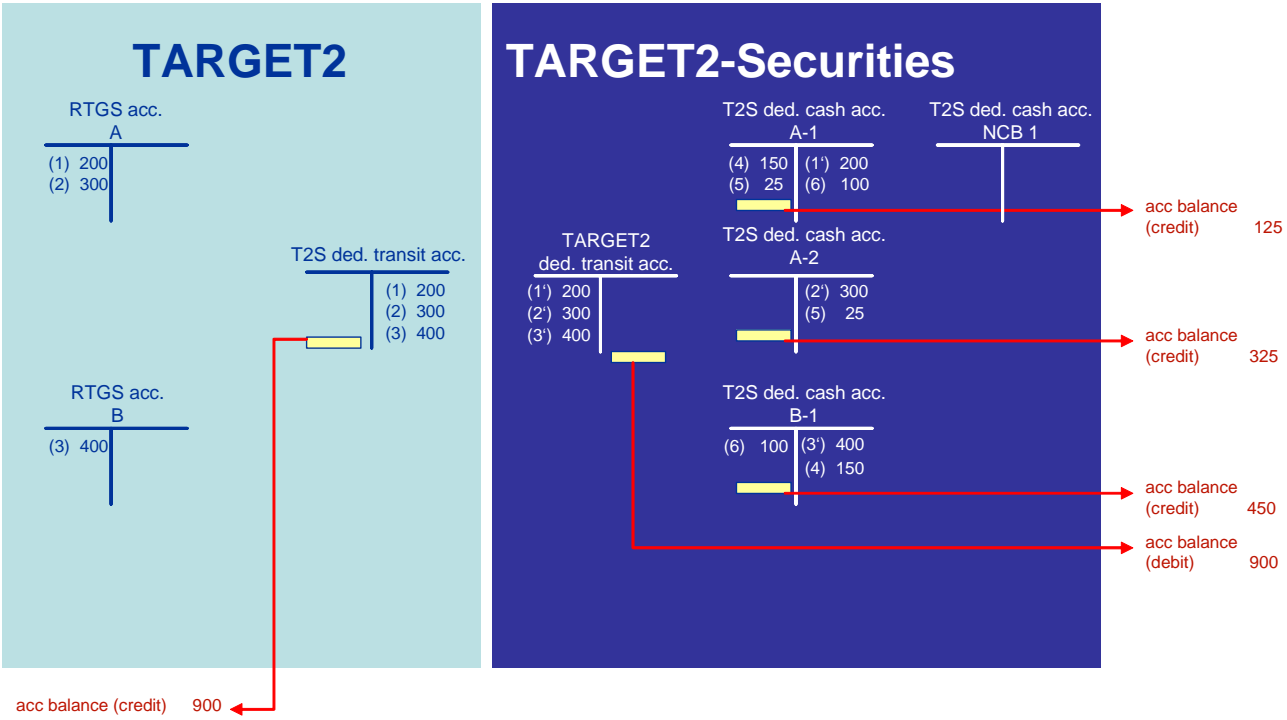 TARGET2
RTGS acc.
A
(1) 200
(2) 300
T2S ded. transit acc.
(1) 200
(2) 300
(3) 400
RTGS acc.
B
(3) 400
acc balance (credit) 900
TARGET2-Securities
T2S ded. cash acc.
A-1
(4) 150 (1') 200
(5) 25 (6) 100
T2S ded. cash acc.
NCB 1
acc balance
(credit) 125
TARGET2
ded. transit acc.
(1‘) 200
(2‘) 300
(3‘) 400
T2S ded. cash acc.
A-2
(2‘) 300
(5) 25
acc balance
(credit) 325
T2S ded. cash acc.
B-1
(6) 100 (3‘) 400
(4) 150
acc balance
(credit) 450
acc balance
(debit) 900